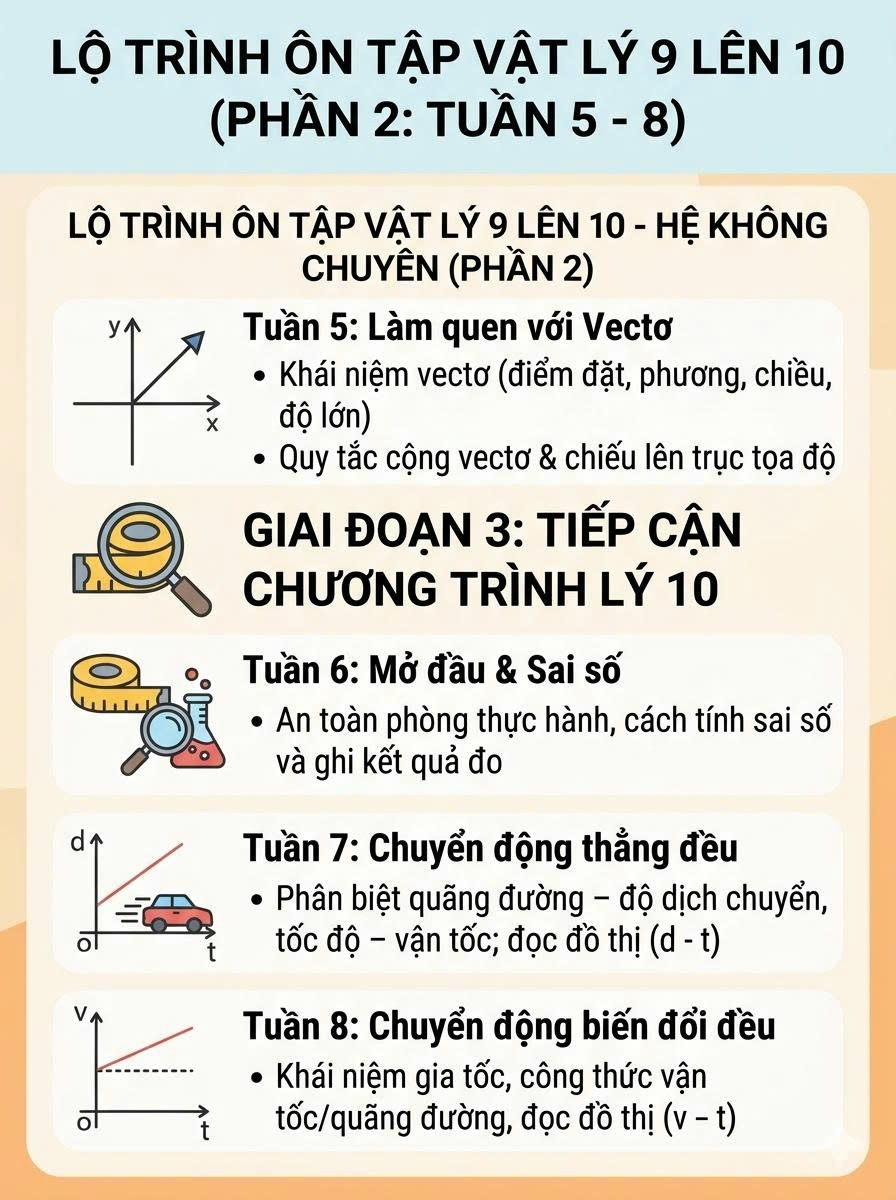 LỘ TRÌNH ÔN TẬP VẬT LÝ 9 LÊN 10
(PHẦN 2: TUẦN 5 - 8)
LỘ TRÌNH ÔN TẬP VẬT LÝ 9 LÊN 10 - HỆ KHÔNG
CHUYÊN (PHẦN 2)
y
x
Tuần 5: Làm quen với Vectơ
• Khái niệm vectơ (điểm đặt, phương, chiều,
độ lớn)
• Quy tắc cộng vectơ & chiếu lên trục tọa độ
GIAI ĐOẠN 3: TIẾP CẬN
CHƯƠNG TRÌNH LÝ 10
Tuần 6: Mở đầu & Sai số
• An toàn phòng thực hành, cách tính sai số
và ghi kết quả đo
d
o
t
Tuần 7: Chuyển động thẳng đều
• Phân biệt quãng đường – độ dịch chuyển,
tốc độ – vận tốc; đọc đồ thị (d - t)
v
o
t
Tuần 8: Chuyển động biến đổi đều
• Khái niệm gia tốc, công thức vận
tốc/quãng đường, đọc đồ thị (v – t)